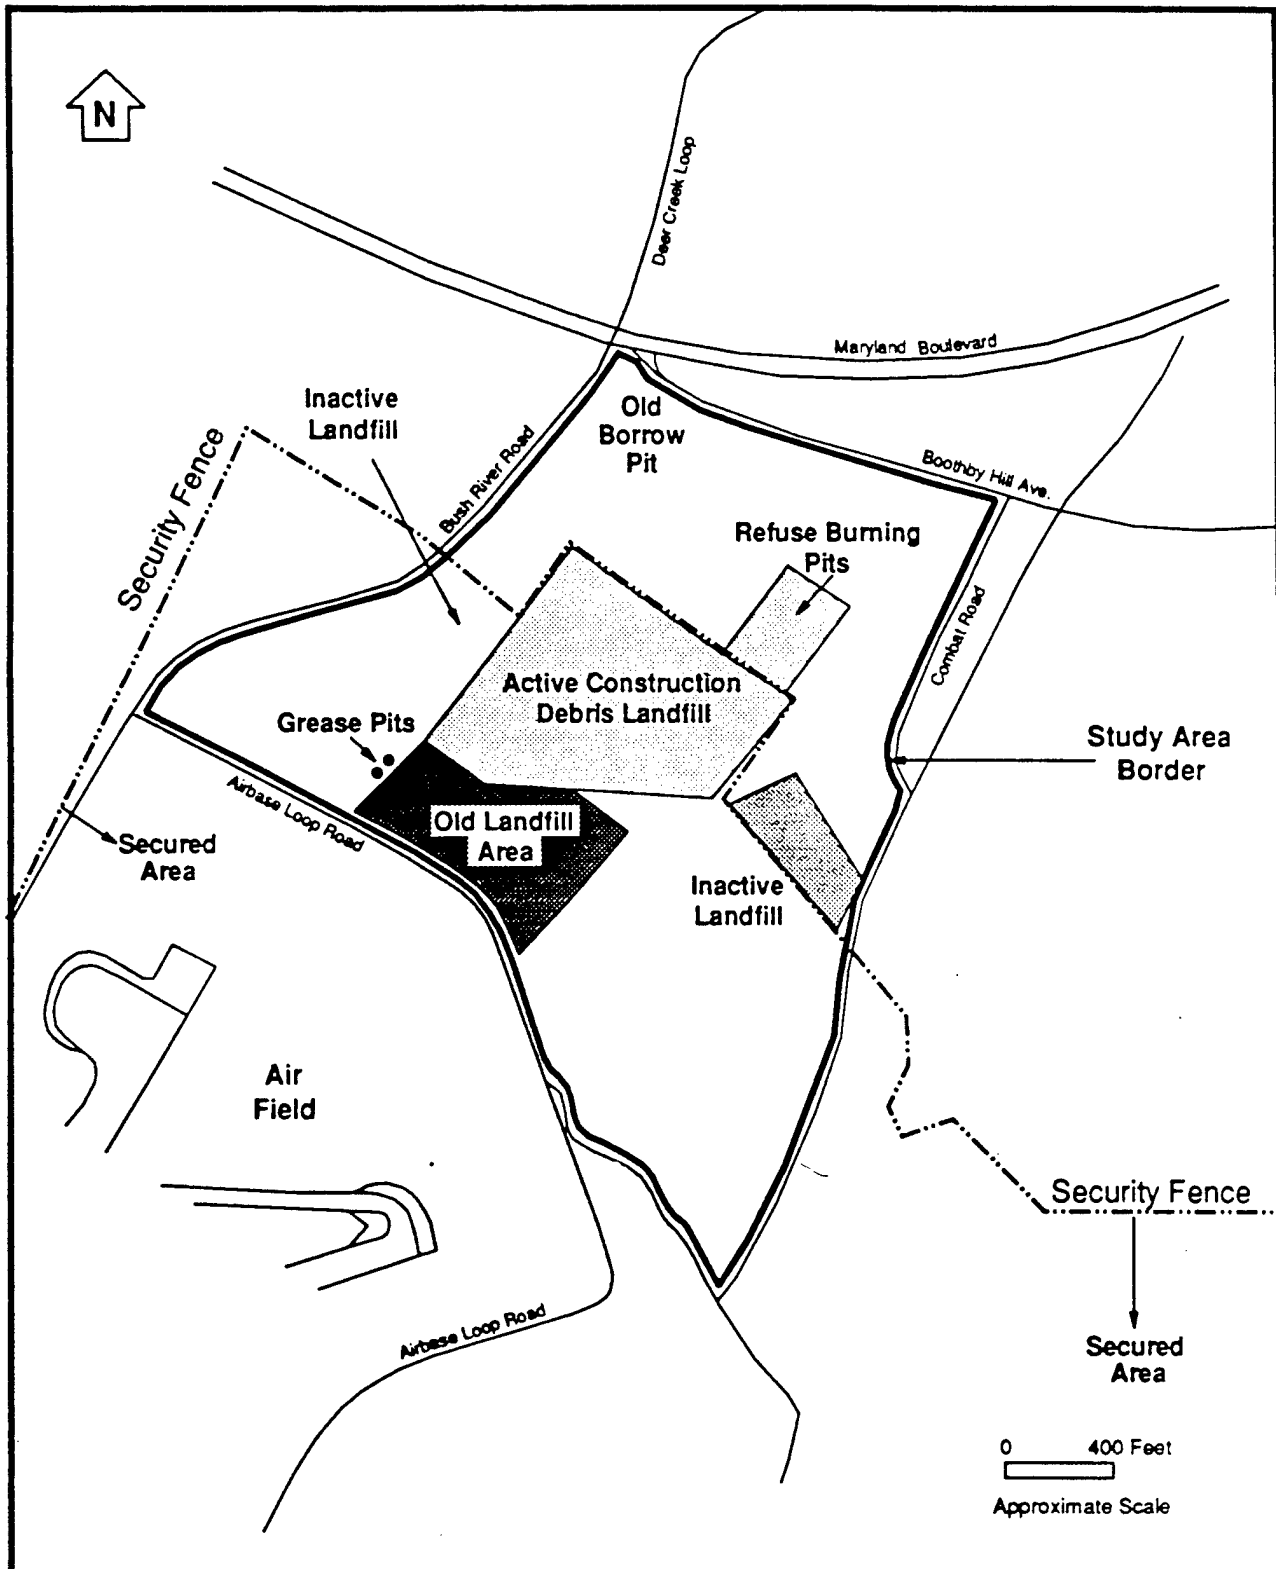 N
Deer Creek Loop
Maryland Boulevard
Inactive
Landfill
Old
Borrow
Pit
Bush River Road
Security Fence
Boothby Hill Ave.
Refuse Burning
Pits
Combat Road
Active Construction
Debris Landfill
Grease Pits
Study Area
Border
Airbase Loop Road
Old Landfill
Area
Secured
Area
Inactive
Landfill
Air
Field
Security Fence
Airbase Loop Road
Secured
Area
0 400 Feet
Approximate Scale